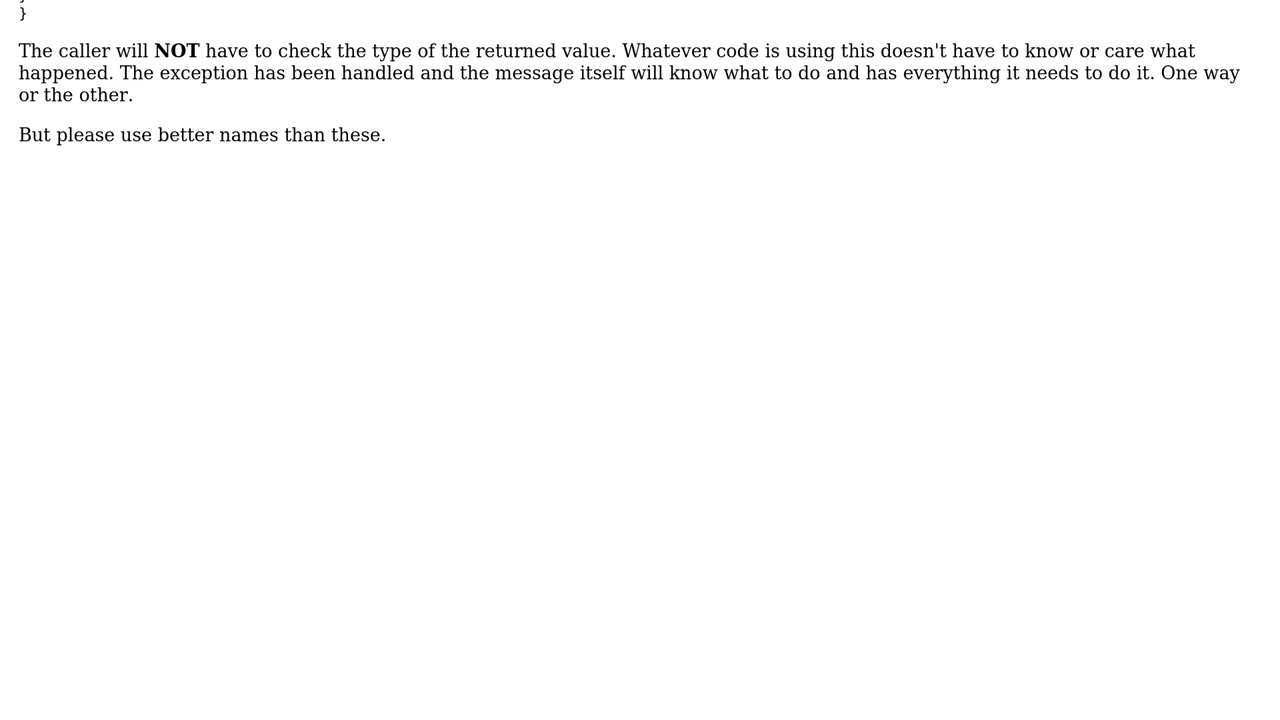 }
The caller will NOT have to check the type of the returned value. Whatever code is using this doesn't have to know or care what
happened. The exception has been handled and the message itself will know what to do and has everything it needs to do it. One way
or the other.
But please use better names than these.